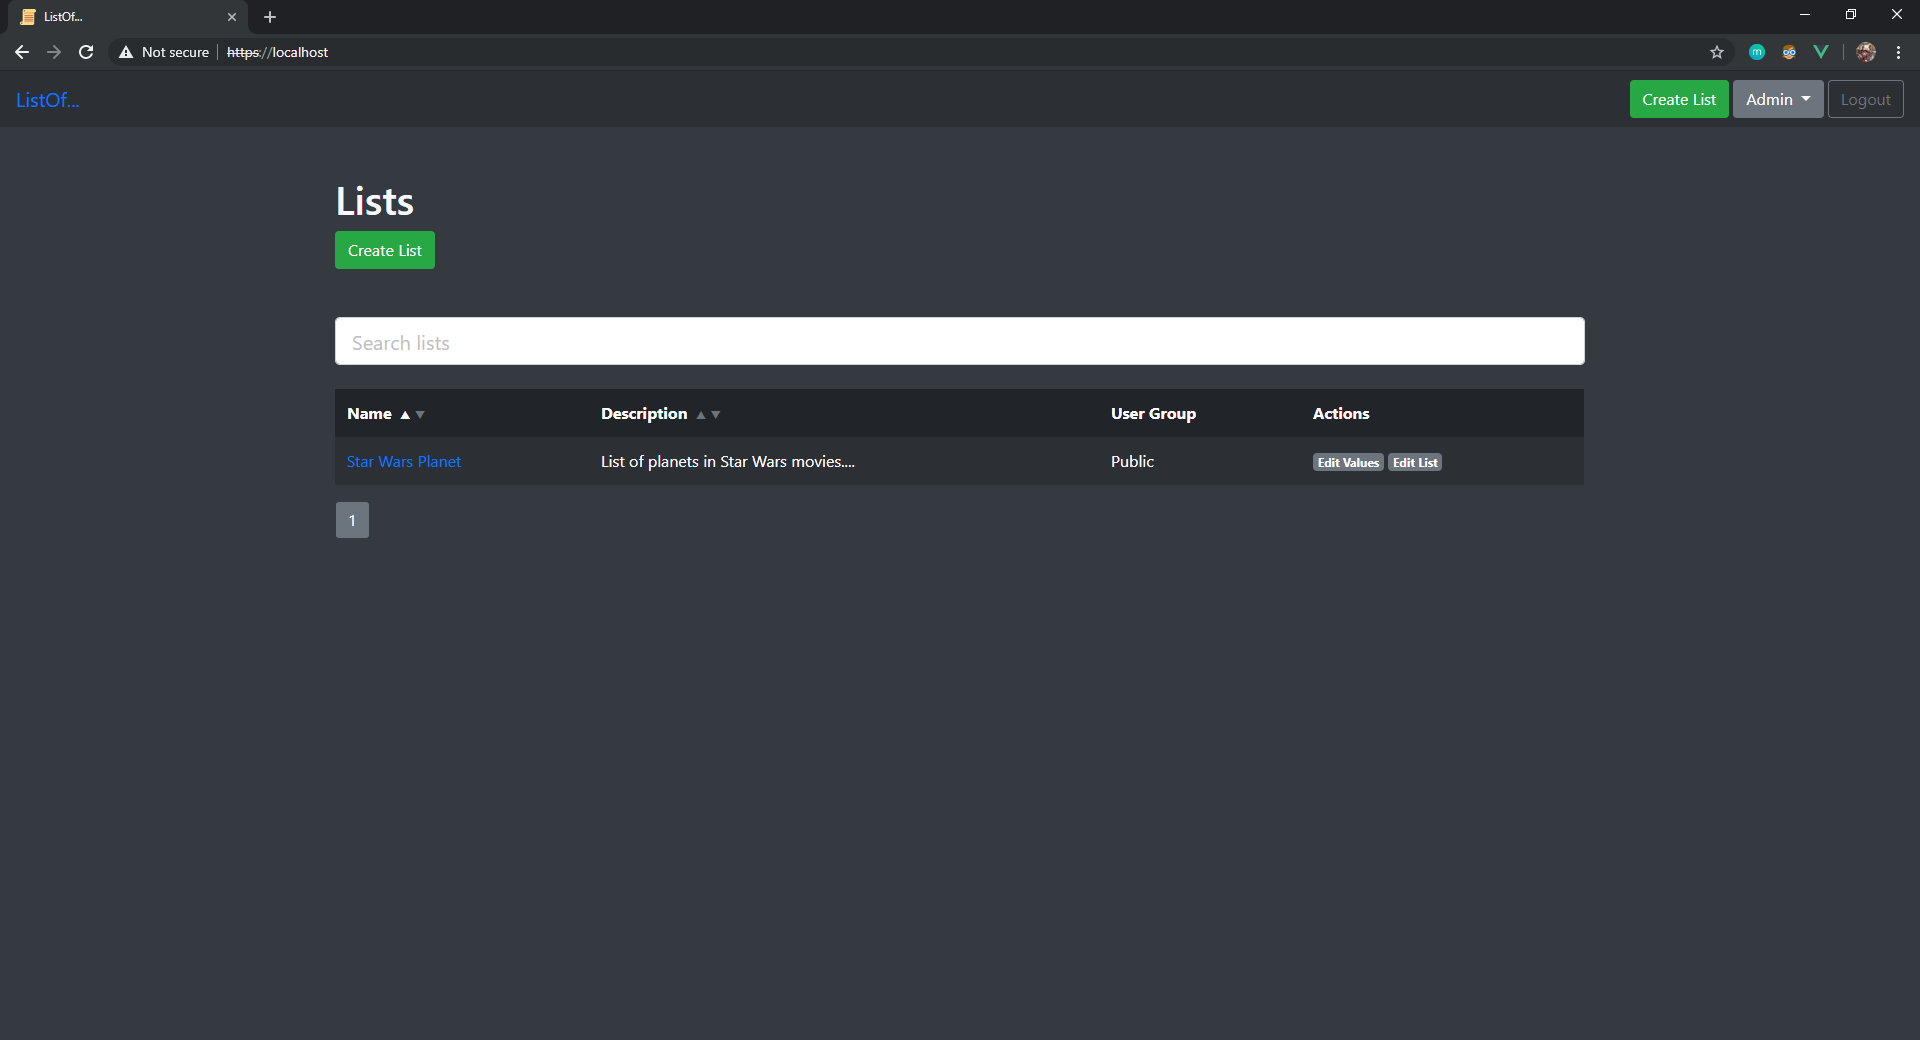 ListOf...
Not secure https://localhost
m
ListOf... Create List Admin Logout
Lists
Create List
Search lists
Name Description User Group Actions
Star Wars Planet List of planets in Star Wars movies.... Public Edit Values Edit List
1